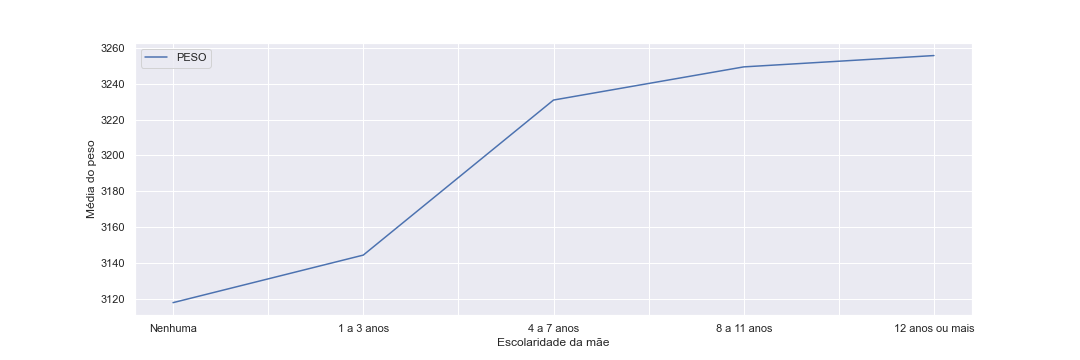 PESO
Média do peso
3260
3240
3220
3200
3180
3160
3140
3120
Nenhuma
1 a 3 anos
4 a 7 anos
8 a 11 anos
12 anos ou mais
Escolaridade da mãe